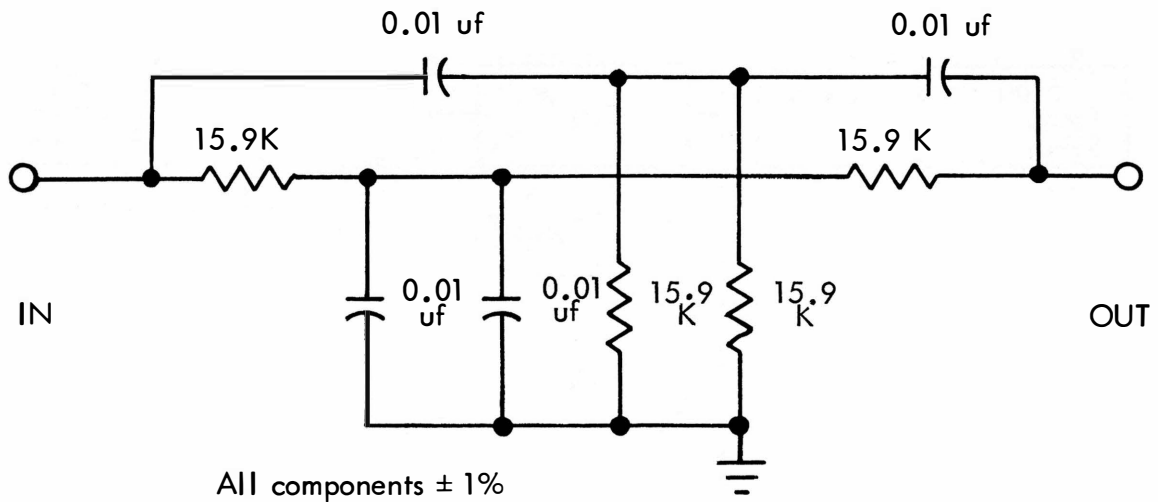 0.01 uf
0.01 uf
15.9K
15.9 K
IN
0.01
uf
0.01
uf
15.9
K
15.9
K
OUT
All components ± 1%